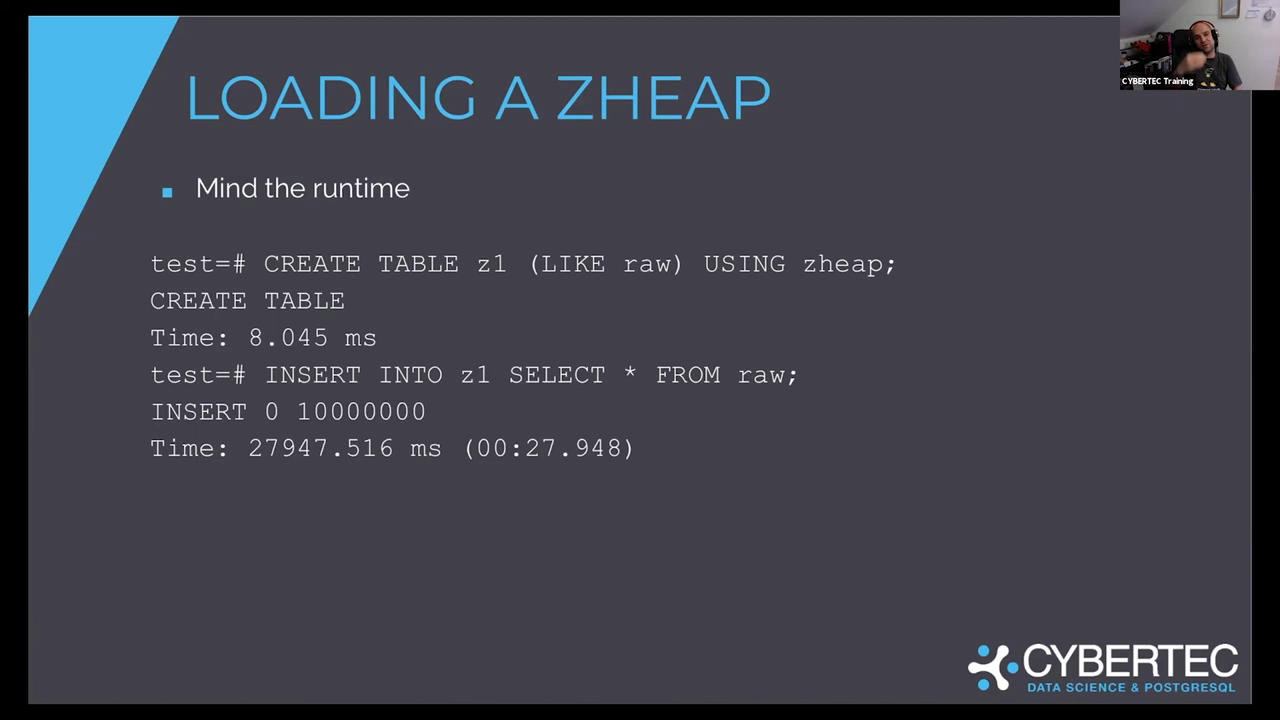 LOADING A ZHEAP
CYBERTEC Training
Mind the runtime
test=# CREATE TABLE z1 (LIKE raw) USING zheap;
CREATE TABLE
Time: 8.045 ms
test=# INSERT INTO z1 SELECT * FROM raw;
INSERT 0 10000000
Time: 27947.516 ms (00:27.948)
CYBERTEC
DATA SCIENCE & POSTGRESQL